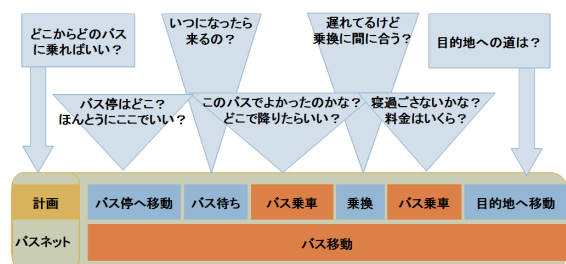 どこからどのバス
に乗ればいい？
いつになったら
来るの？
遅れてるけど
乗換に間に合う？
目的地への道は？
バス停はどこ？
ほんとうにここでいい？
このバスでよかったのかな？
どこで降りたらいい？
寝過ごさないかな？
料金はいくら？
計画
バス停へ移動
バス待ち
バス乗車
乗換
バス乗車
目的地へ移動
バスネット
バス移動